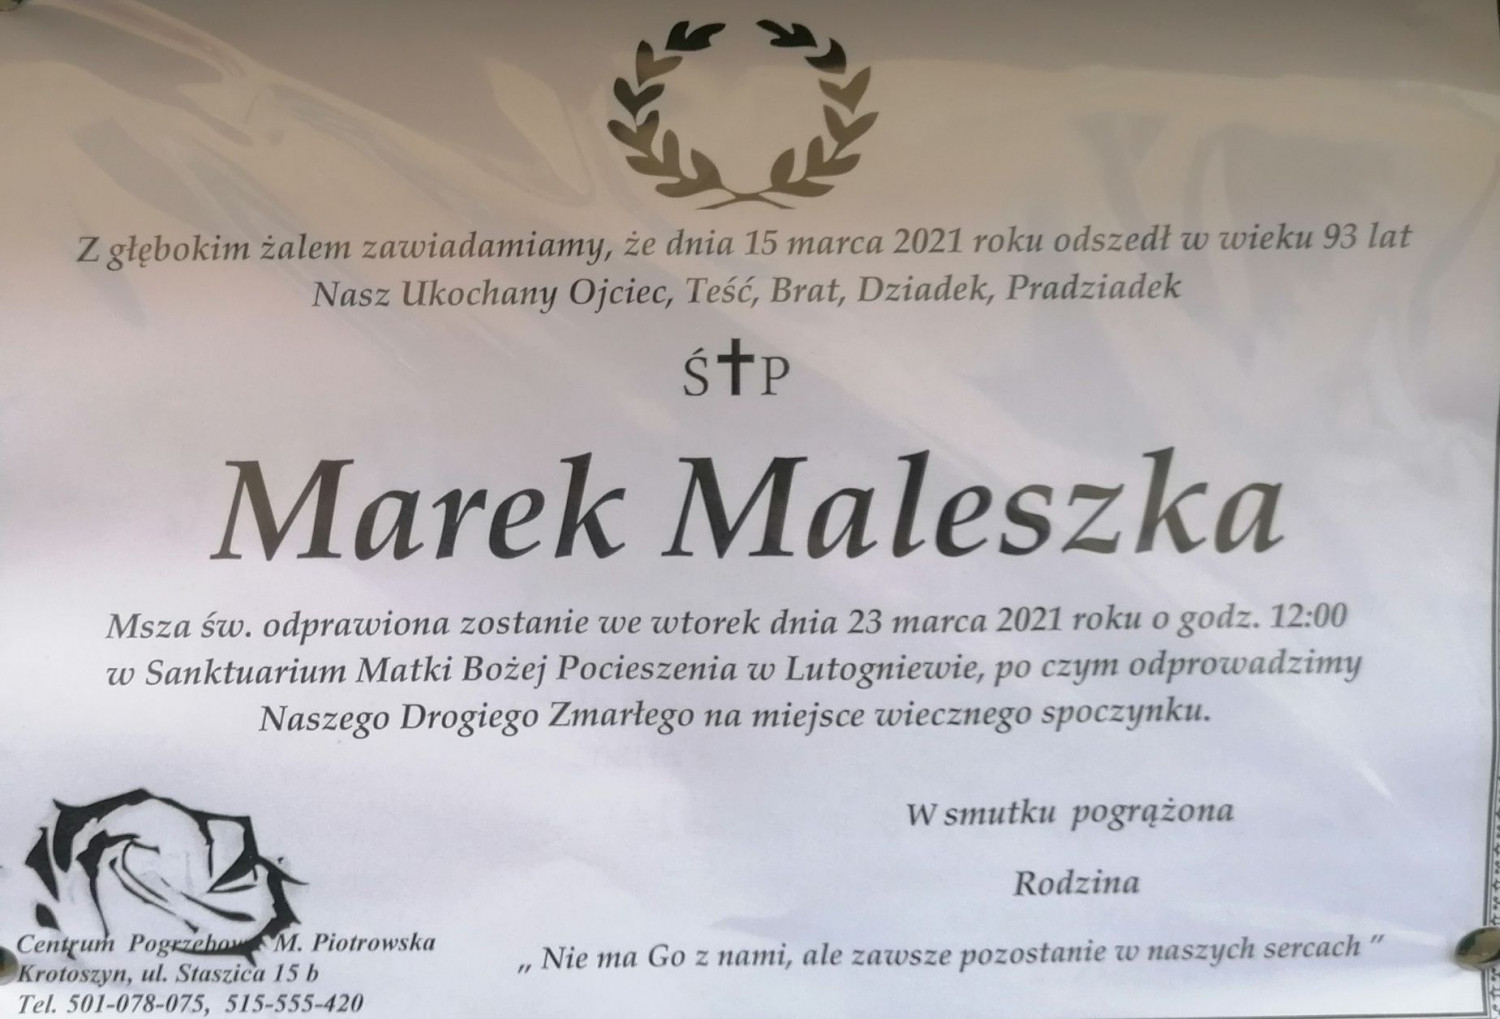 Z głębokim żalem zawiadamiamy, że dnia 15 marca 2021 roku odszedł w wieku 93 lat
Nasz Ukochany Ojciec, Teść, Brat, Dziadek, Pradziadek
Ś✝P
Marek Maleszka
Msza św. odprawiona zostanie we wtorek dnia 23 marca 2021 roku o godz. 12:00
w Sanktuarium Matki Bożej Pocieszenia w Lutogniewie, po czym odprowadzimy
Naszego Drogiego Zmarłego na miejsce wiecznego spoczynku.
W smutku pogrążona
Rodzina
„ Nie ma Go z nami, ale zawsze pozostanie w naszych sercach ”
Centrum Pogrzebowe M. Piotrowska
Krotoszyn, ul. Staszica 15 b
Tel. 501-078-075, 515-555-420